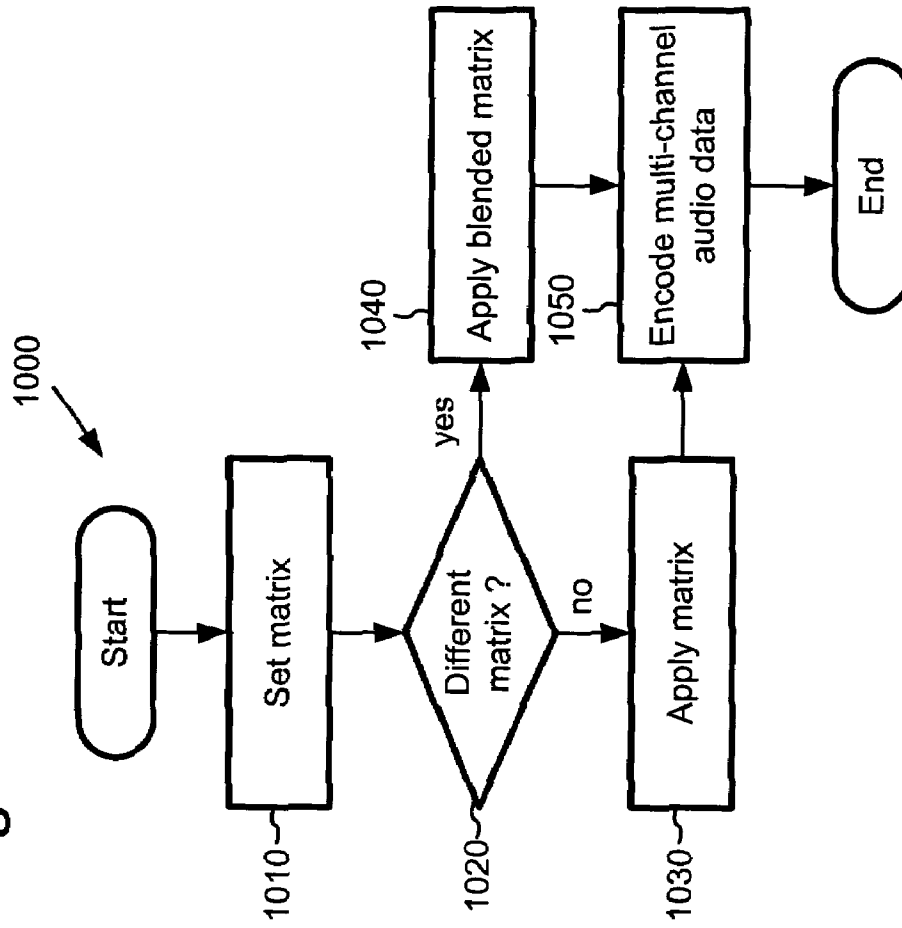 1000
Start
1010
Set matrix
1020
Different
matrix ?
yes
no
1040
Apply blended matrix
1030
Apply matrix
1050
Encode multi-channel
audio data
End